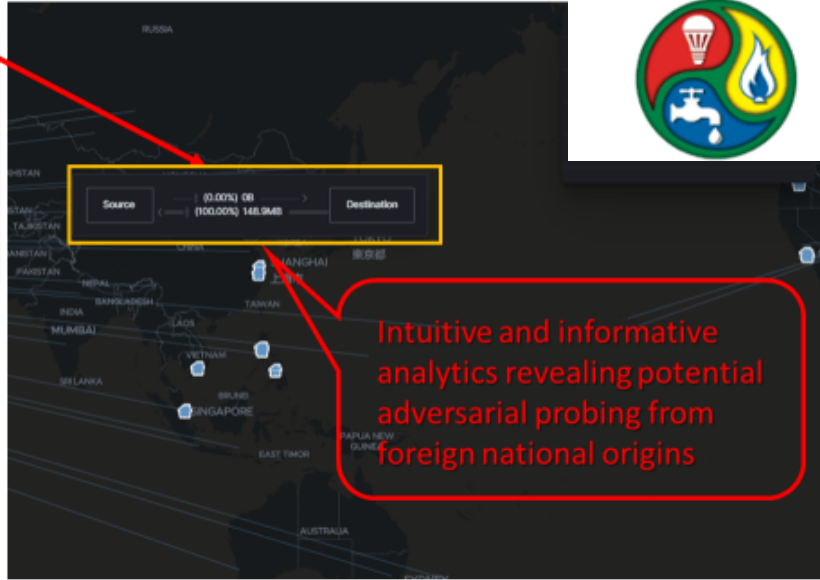 RUSSIA
Source
(0.00%) 0B
(100.00%) 148.9MB
Destination
TAJIKISTAN
PAKISTAN
CHINA
東京都
SHANGHAI
上海市
NEPAL
BANGLADESH
TAIWAN
INDIA
MUMBAI
LAOS
VIETNAM
SRI LANKA
BRUNEI
SINGAPORE
PAPUA NEW
GUINEA
EAST TIMOR
AUSTRALIA
Intuitive and informative
analytics revealing potential
adversarial probing from
foreign national origins